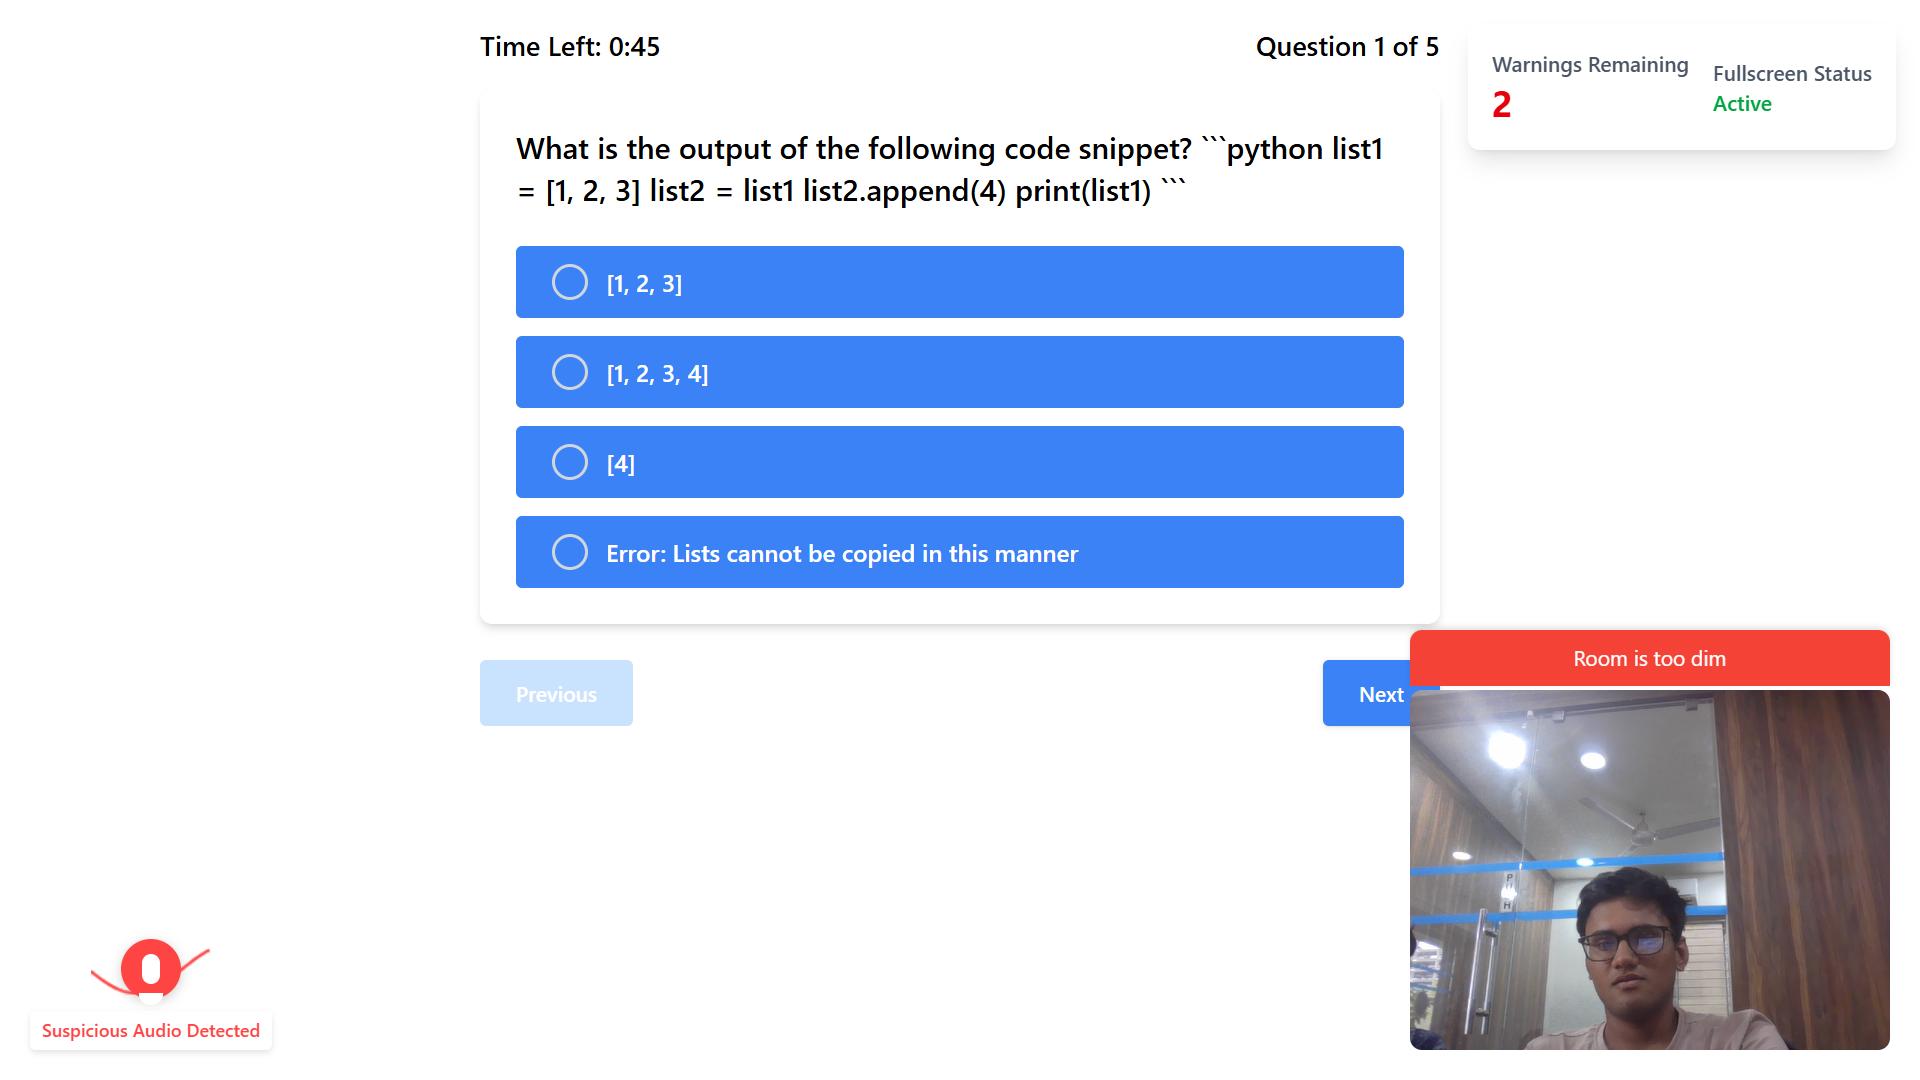 Time Left: 0:45
Question 1 of 5
Warnings Remaining
2
Fullscreen Status
Active
What is the output of the following code snippet? ```python list1
= [1, 2, 3] list2 = list1 list2.append(4) print(list1) ```
[1, 2, 3]
[1, 2, 3, 4]
[4]
Error: Lists cannot be copied in this manner
Previous
Next
Room is too dim
Suspicious Audio Detected